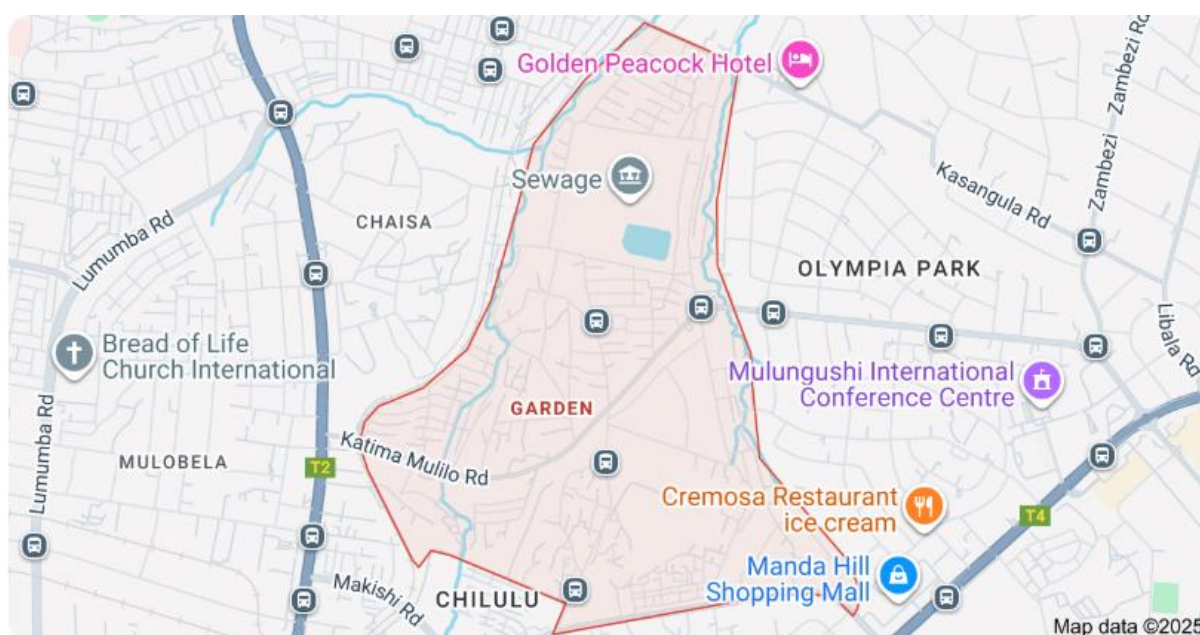 Golden Peacock Hotel
Zambezi Rd
Zambezi
Sewage
Kasangula Rd
CHAISA
Lumumba Rd
OLYMPIA PARK
Libala Rd
Bread of Life
Church International
Mulungushi International
Conference Centre
GARDEN
Lumumba Rd
Katima Mulilo Rd
MULOBELA
T2
Cremosa Restaurant
ice cream
T4
Manda Hill
Shopping Mall
Makishi Rd
CHILULU
Map data ©2025